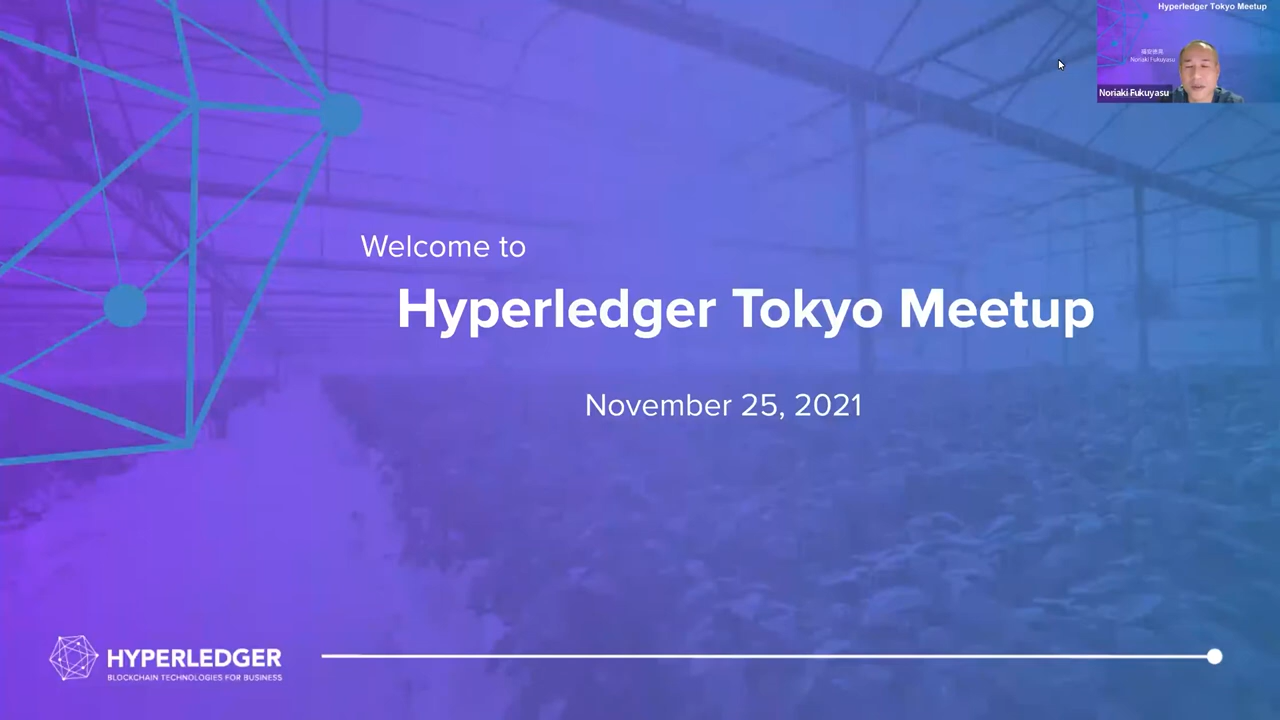 Hyperledger Tokyo Meetup
Noriaki Fukuyasu
Noriaki Fukuyasu
Welcome to
Hyperledger Tokyo Meetup
November 25, 2021
HYPERLEDGER
BLOCKCHAIN TECHNOLOGIES FOR BUSINESS